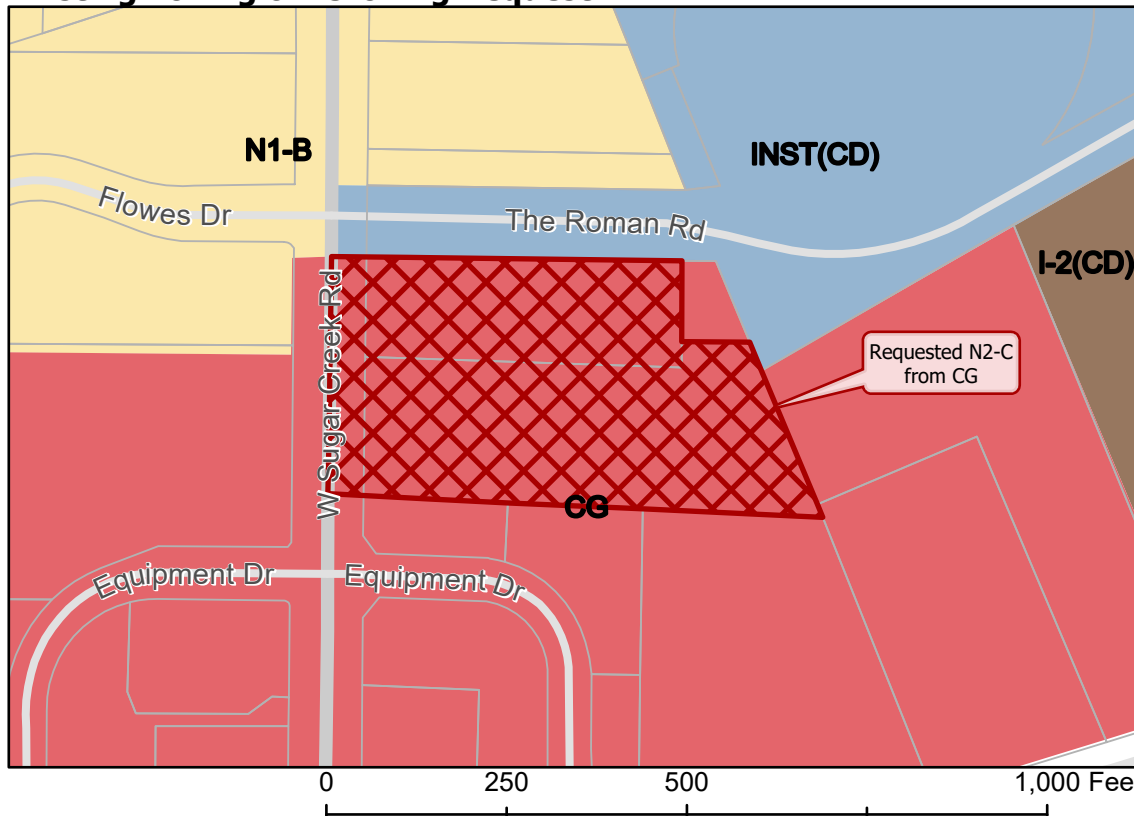 N1-B
INST(CD)
Flowes Dr
The Roman Rd
I-2(CD)
W Sugar Creek Rd
Requested N2-C
from CG
CG
Equipment Dr
Equipment Dr
0
250
500
1,000 Fee